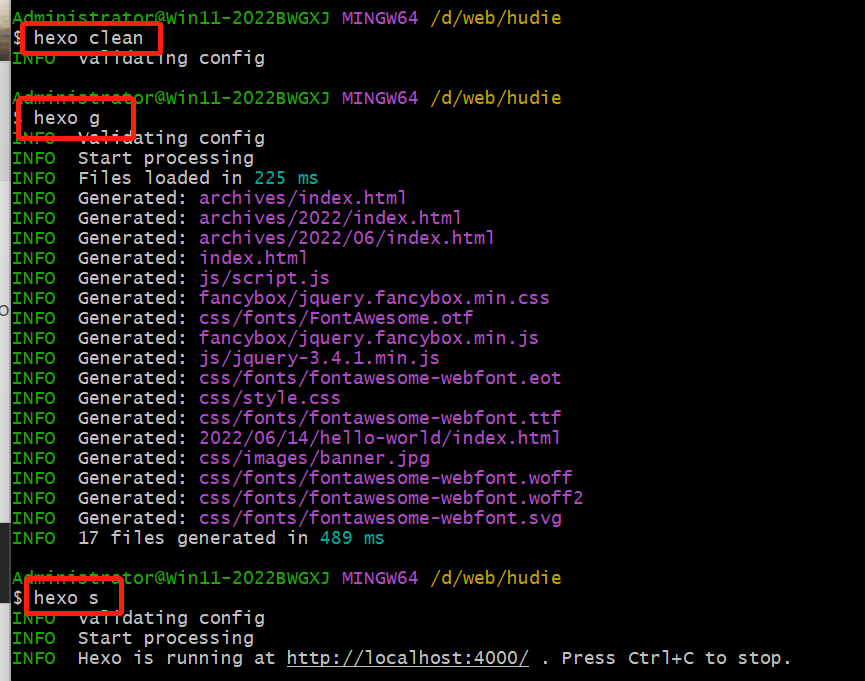 Administrator@Win11-2022BWGXJ MINGW64 /d/web/hudie
$ hexo clean
INFO  Validating config
Administrator@Win11-2022BWGXJ MINGW64 /d/web/hudie
$ hexo g
INFO  Validating config
INFO  Start processing
INFO  Files loaded in 225 ms
INFO  Generated: archives/index.html
INFO  Generated: archives/2022/index.html
INFO  Generated: archives/2022/06/index.html
INFO  Generated: index.html
INFO  Generated: js/script.js
INFO  Generated: fancybox/jquery.fancybox.min.css
INFO  Generated: css/fonts/FontAwesome.otf
INFO  Generated: fancybox/jquery.fancybox.min.js
INFO  Generated: js/jquery-3.4.1.min.js
INFO  Generated: css/fonts/fontawesome-webfont.eot
INFO  Generated: css/style.css
INFO  Generated: css/fonts/fontawesome-webfont.ttf
INFO  Generated: 2022/06/14/hello-world/index.html
INFO  Generated: css/images/banner.jpg
INFO  Generated: css/fonts/fontawesome-webfont.woff
INFO  Generated: css/fonts/fontawesome-webfont.woff2
INFO  Generated: css/fonts/fontawesome-webfont.svg
INFO  17 files generated in 489 ms
Administrator@Win11-2022BWGXJ MINGW64 /d/web/hudie
$ hexo s
INFO  Validating config
INFO  Start processing
INFO  Hexo is running at http://localhost:4000/ . Press Ctrl+C to stop.